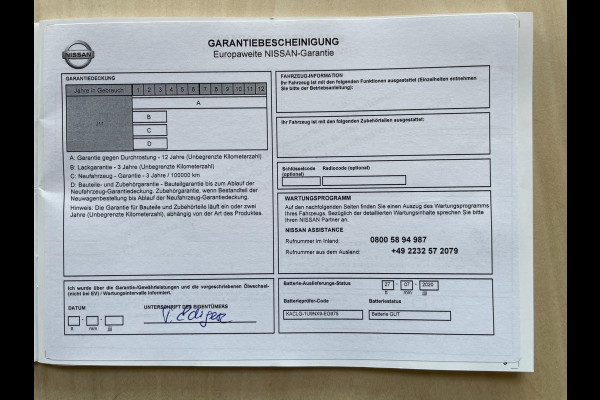 GARANTIEBESCHEINIGUNG
Europaweite NISSAN-Garantie
NISSAN
GARANTIEDECKUNG
Jahre in Gebrauch 1 2 3 4 5 6 7 8 9 10 11 12
J11
A
B
C
D
A: Garantie gegen Durchrostung - 12 Jahre (Unbegrenzte Kilometerzahl)
B: Lackgarantie - 3 Jahre (Unbegrenzte Kilometerzahl)
C: Neufahrzeug - Garantie - 3 Jahre / 100000 km
D: Bauteile- und Zubehörgarantie - Bauteilgarantie bis zum Ablauf der
Neufahrzeug-Garantiedeckung. Zubehörgarantie, wenn Bestandteil der
Neuwagenbestellung bis Ablauf der Neufahrzeug-Garantiedeckung.
Hinweis: Die Garantie für Bauteile und Zubehörteile läuft ein oder zwei
Jahre (Unbegrenzte Kilometerzahl), abhängig von der Art des Produktes.
Ich wurde über die Garantie-/Gewährleistungen und die vorgeschriebenen Ölwechsel-
(nicht bei EV) / Wartungsintervalle informiert.
DATUM UNTERSCHRIFT DES EIGENTÜMERS
tt mm jjjj
FAHRZEUG-INFORMATION
Ihr Fahrzeug ist mit den folgenden Funktionen ausgestattet (Einzelheiten entnehmen
Sie bitte der Betriebsanleitung):
Ihr Fahrzeug ist mit den folgenden Zubehörteilen ausgestattet:
Schlüsselcode Radiocode (optional)
(optional)
WARTUNGSPROGRAMM
Auf den nachfolgenden Seiten finden Sie einen Auszug des Wartungsprogramms
Ihres Fahrzeugs. Bezüglich der detaillierten Wartungsinhalte sprechen Sie bitte
Ihren NISSAN Partner an.
NISSAN ASSISTANCE
Rufnummer im Inland: 0800 58 94 987
Rufnummer aus dem Ausland: +49 2232 57 2079
Batterie-Auslieferungs-Status 27 - 07 - 2020
tt mm jjjj
Batterieprüfer-Code Batteriestatus
Batterie GUT